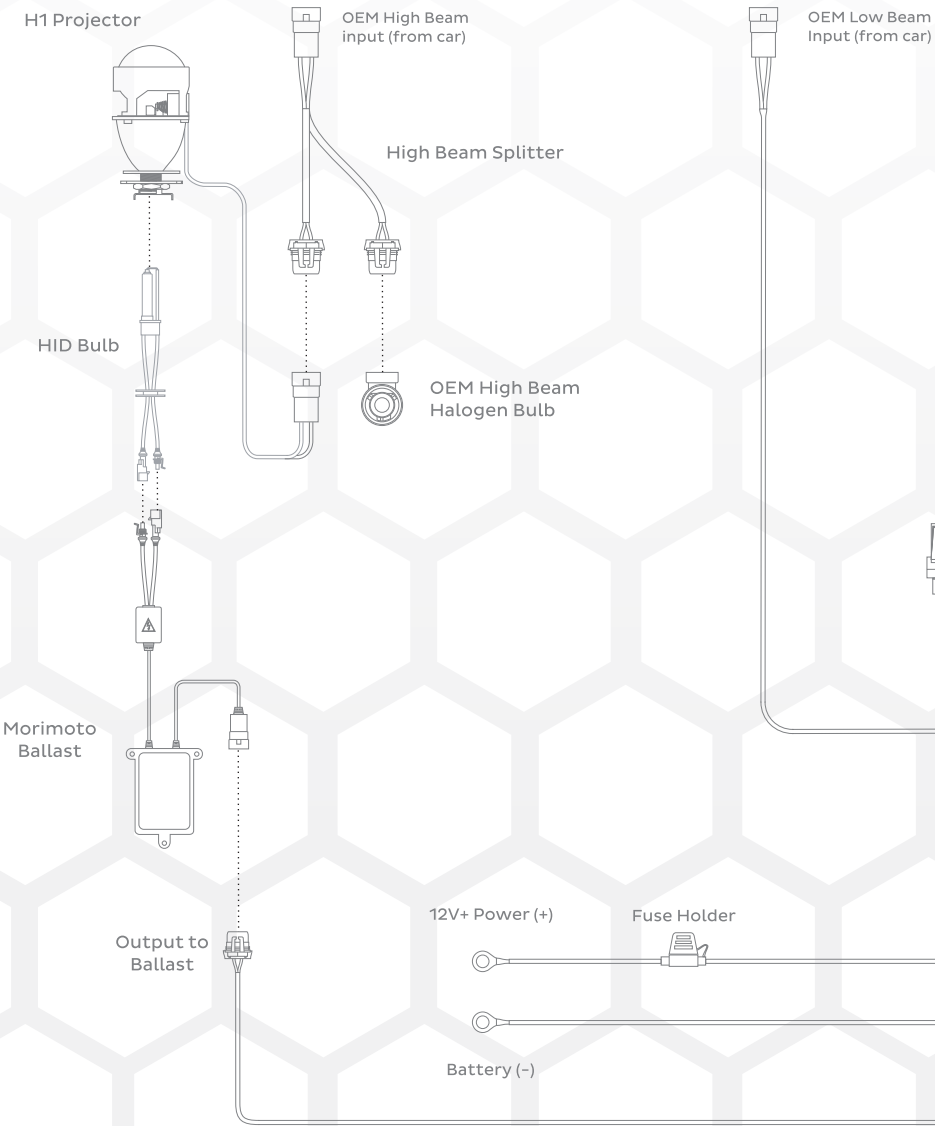 H1 Projector
OEM High Beam
input (from car)
OEM Low Beam
Input (from car)
High Beam Splitter
HID Bulb
OEM High Beam
Halogen Bulb
Morimoto
Ballast
12V+ Power (+)
Fuse Holder
Output to
Ballast
Battery (-)